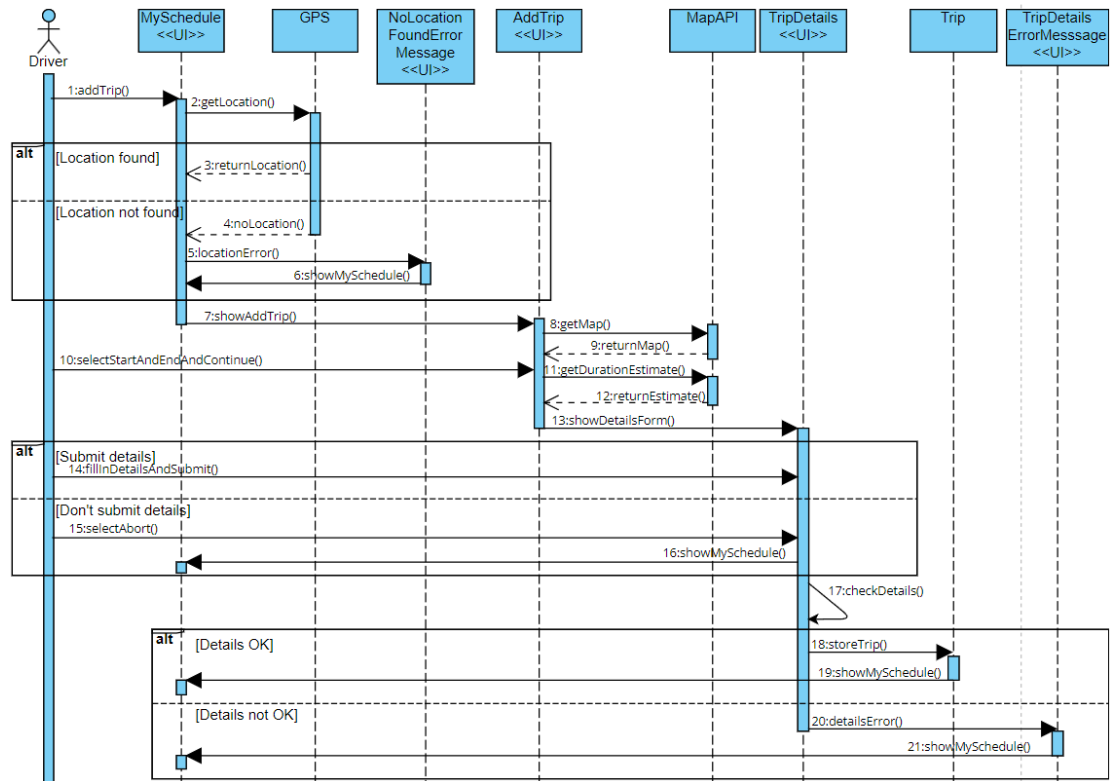 MySchedule
<<UI>>
GPS
NoLocation
FoundError
Message
<<UI>>
AddTrip
<<UI>>
MapAPI
TripDetails
<<UI>>
Trip
TripDetails
ErrorMesssage
<<UI>>
Driver
1:addTrip()
2:getLocation()
alt
[Location found]
3:returnLocation()
[Location not found]
4:noLocation()
5:locationError()
6:showMySchedule()
7:showAddTrip()
8:getMap()
9:returnMap()
10:selectStartAndEndAndContinue()
11:getDurationEstimate()
12:returnEstimate()
13:showDetailsForm()
alt
[Submit details]
14:fillInDetailsAndSubmit()
[Don't submit details]
15:selectAbort()
16:showMySchedule()
17:checkDetails()
alt
[Details OK]
18:storeTrip()
19:showMySchedule()
[Details not OK]
20:detailsError()
21:showMySchedule()